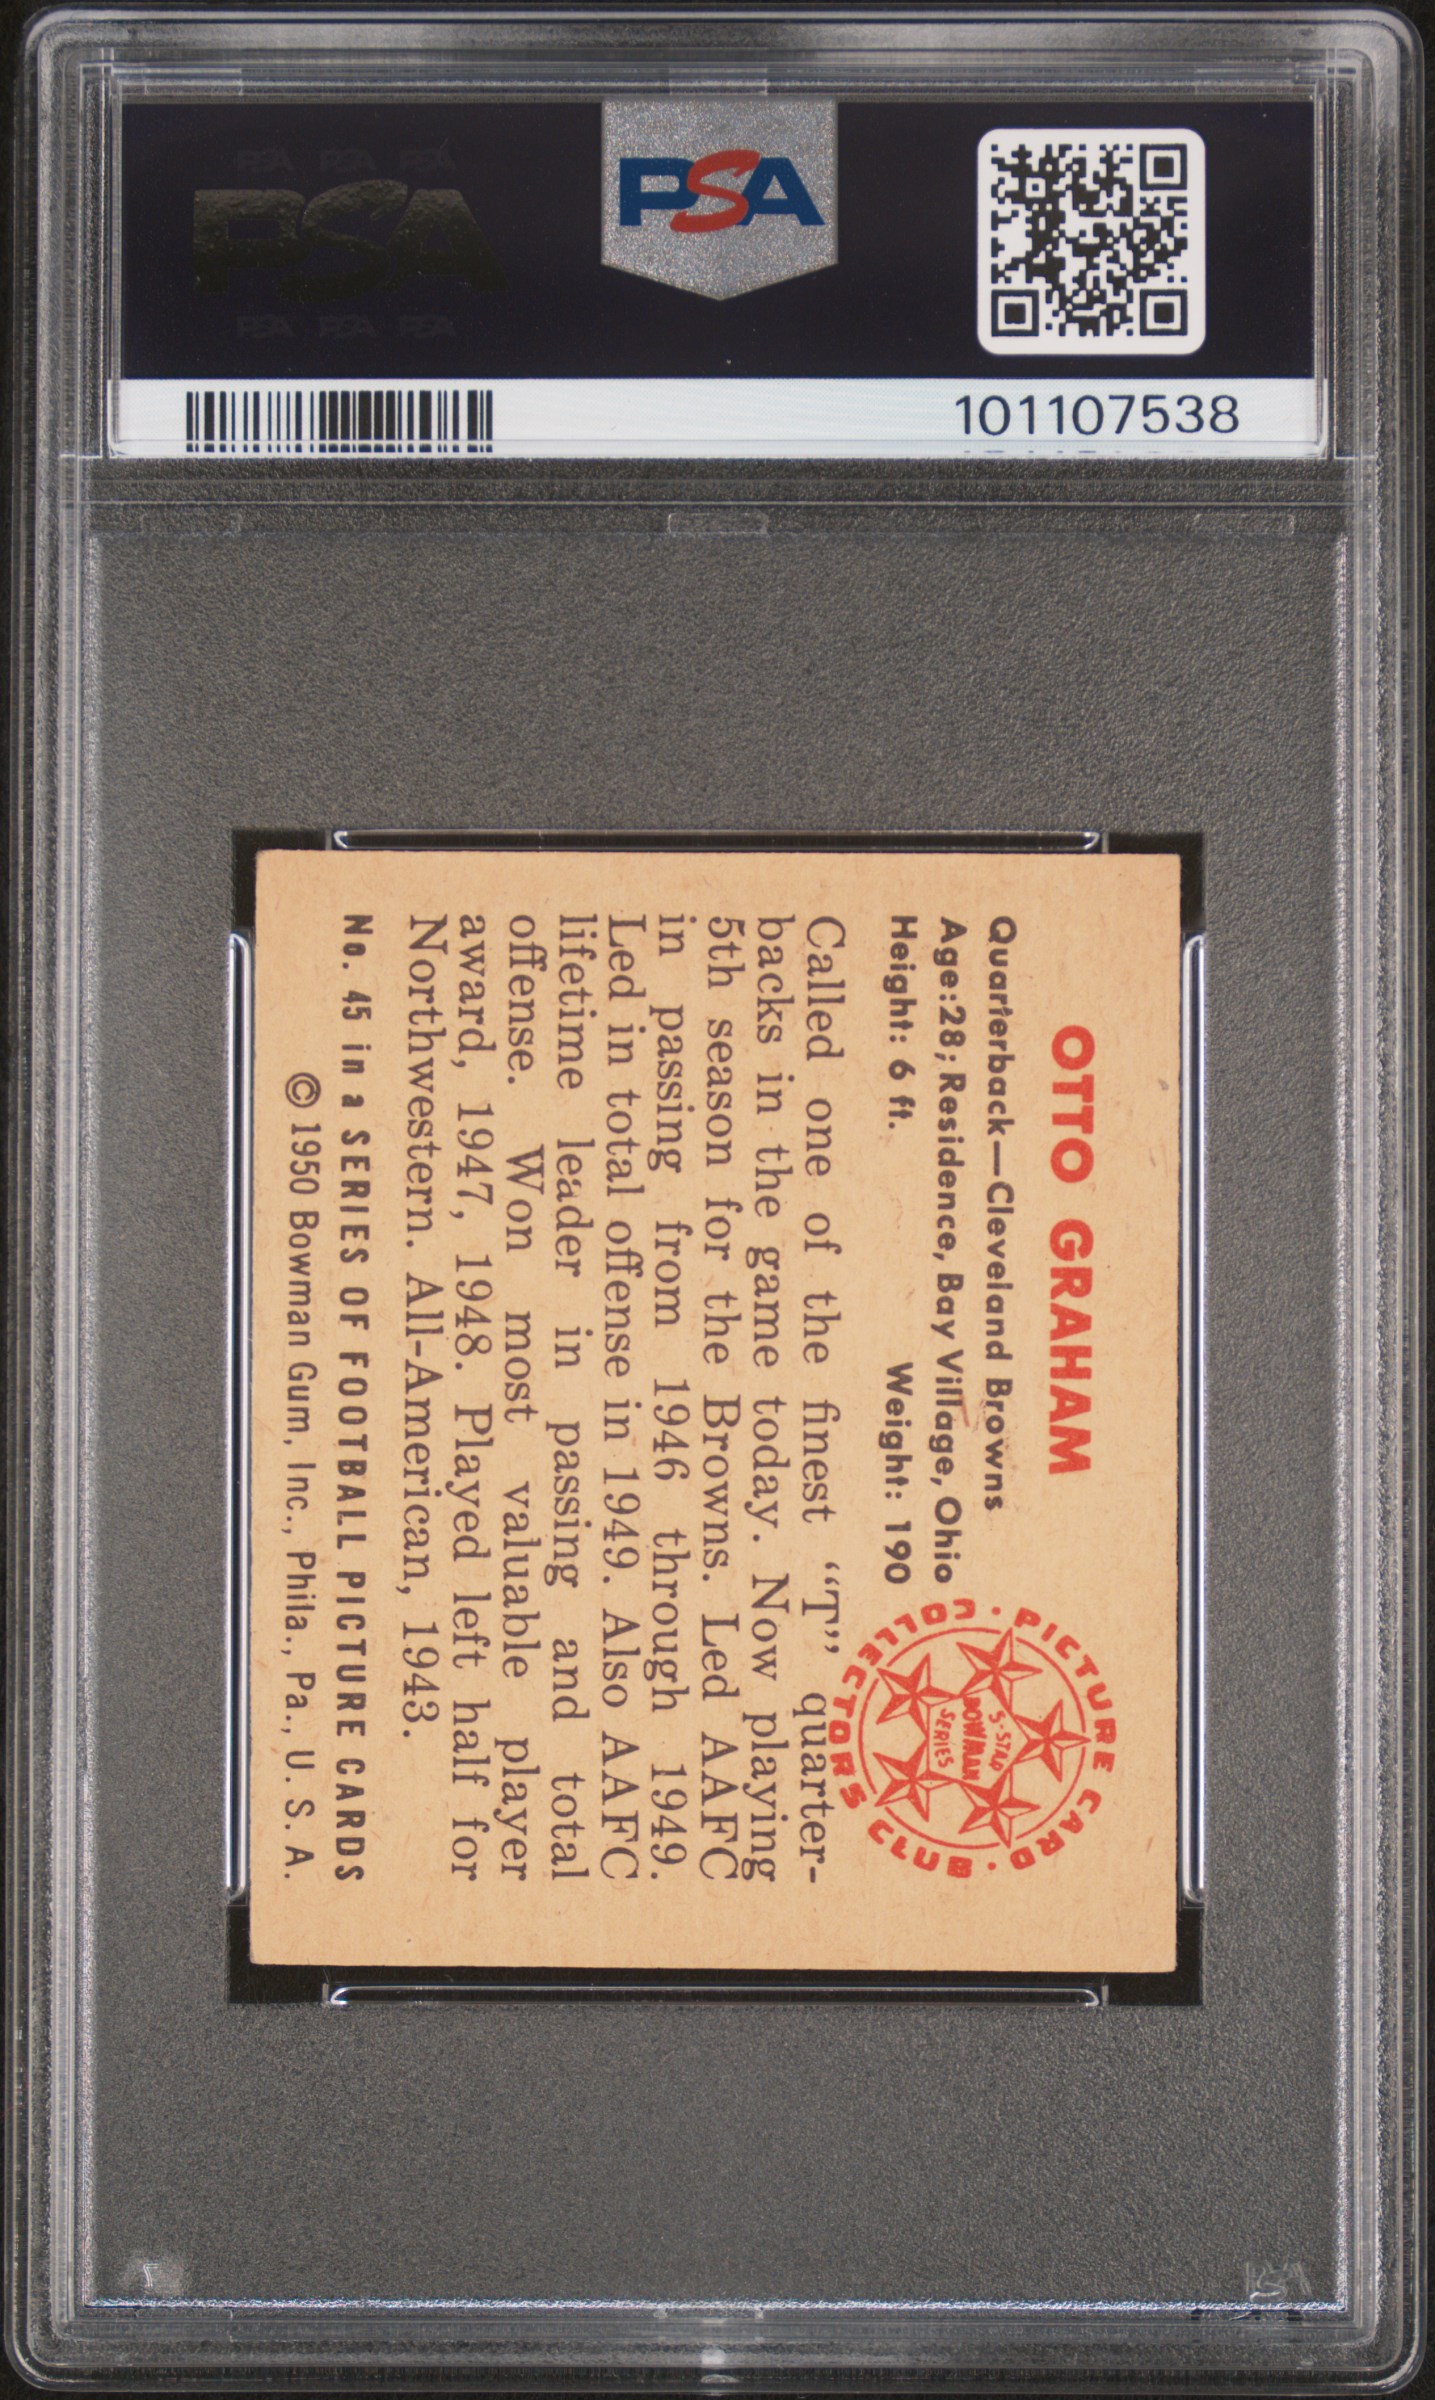 PSA PSA PSA
PSA
PSA PSA PSA
PSA
101107538
OTTO GRAHAM
Quarterback—Cleveland Browns
Age:28; Residence, Bay Village, Ohio
Height: 6 ft. Weight: 190
PICTURE CARD · COLLECTORS CLUB ·
5-STAR
BOWMAN
SERIES
Called one of the finest “T” quarter-
backs in the game today. Now playing
5th season for the Browns. Led AAFC
in passing from 1946 through 1949.
Led in total offense in 1949. Also AAFC
lifetime leader in passing and total
offense. Won most valuable player
award, 1947, 1948. Played left half for
Northwestern. All-American, 1943.
No. 45 in a SERIES OF FOOTBALL PICTURE CARDS
© 1950 Bowman Gum, Inc., Phila., Pa., U. S. A.
PSA